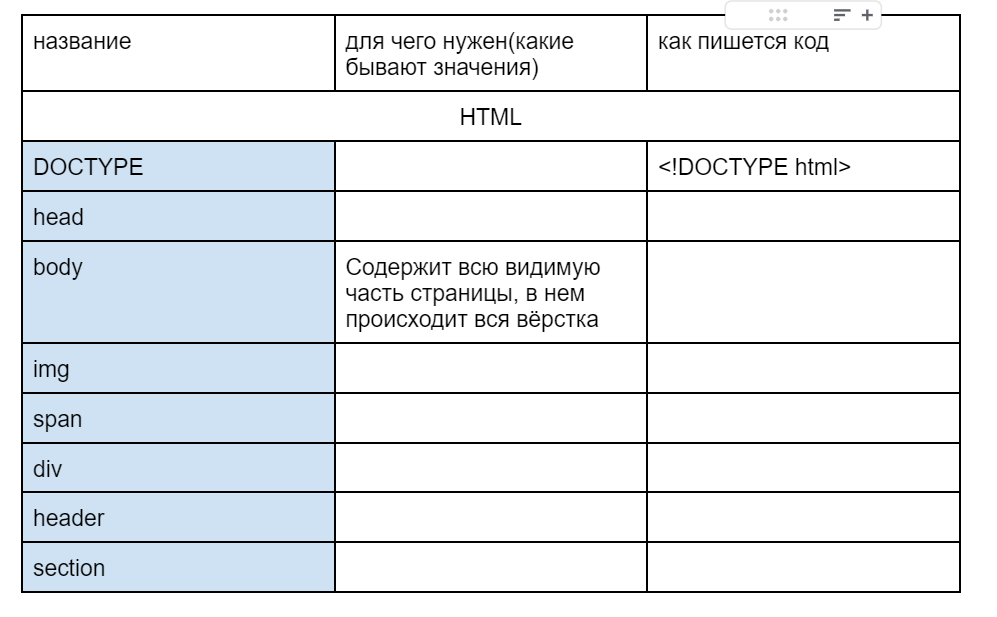 название
для чего нужен(какие
бывают значения)
как пишется код
HTML
DOCTYPE
<!DOCTYPE html>
head
body
Содержит всю видимую
часть страницы, в нем
происходит вся вёрстка
img
span
div
header
section